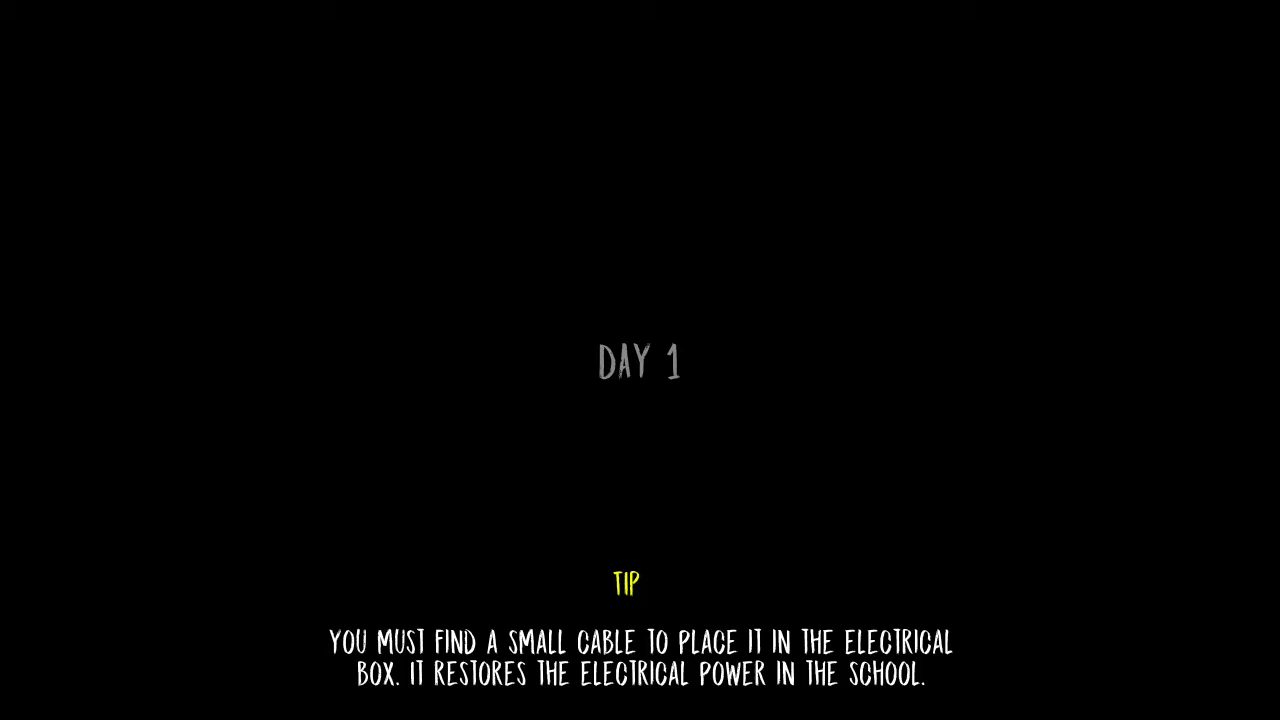 DAY 1
TIP
YOU MUST FIND A SMALL CABLE TO PLACE IT IN THE ELECTRICAL
BOX. IT RESTORES THE ELECTRICAL POWER IN THE SCHOOL.